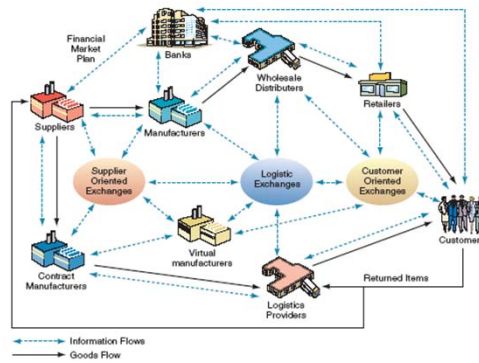 Financial
Market
Plan
Banks
Wholesale
Distributers
Retailers
Suppliers
Manufacturers
Supplier
Oriented
Exchanges
Logistic
Exchanges
Customer
Oriented
Exchanges
Customer
Virtual
manufacturers
Contract
Manufacturers
Logistics
Providers
Returned Items
Information Flows
Goods Flow